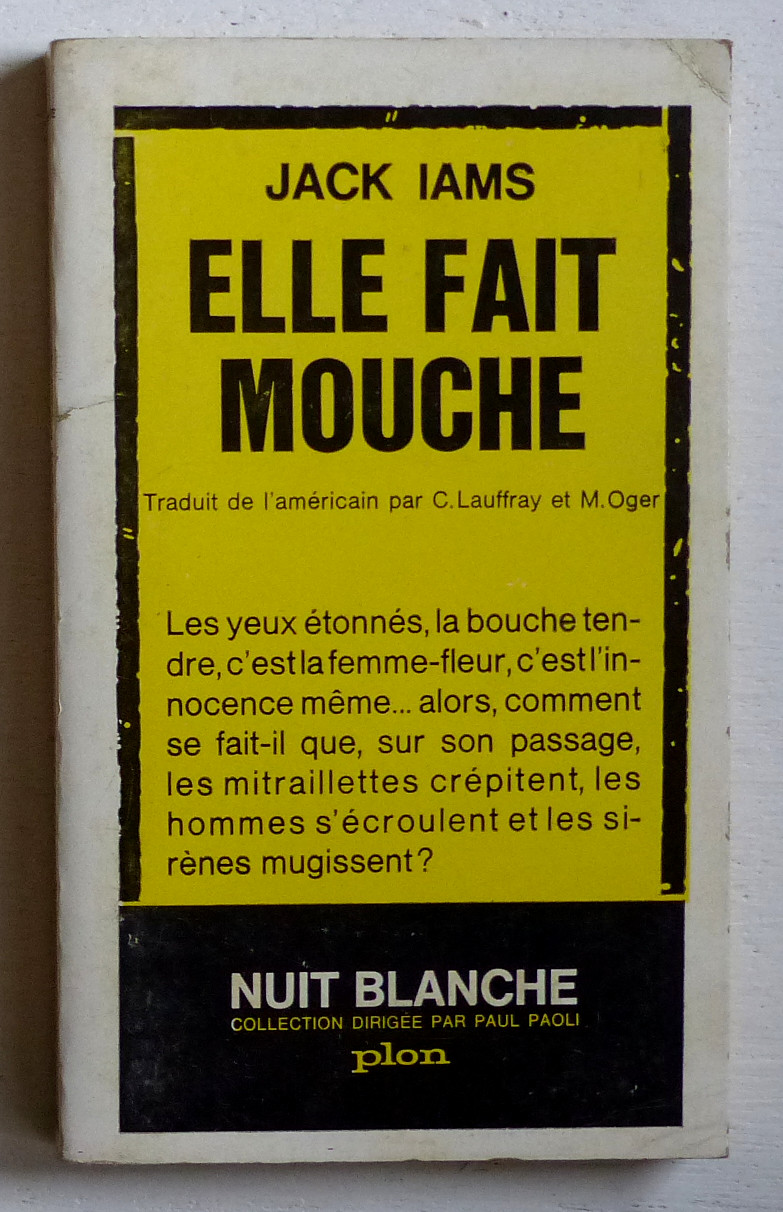 JACK IAMS
ELLE FAIT
MOUCHE
Traduit de l'américain par C.Lauffray et M.Oger
Les yeux étonnés, la bouche ten-
dre, c'est la femme-fleur, c'est l'in-
nocence même... alors, comment
se fait-il que, sur son passage,
les mitraillettes crépitent, les
hommes s'écroulent et les si-
rènes mugissent?
NUIT BLANCHE
COLLECTION DIRIGÉE PAR PAUL PAOLI
plon